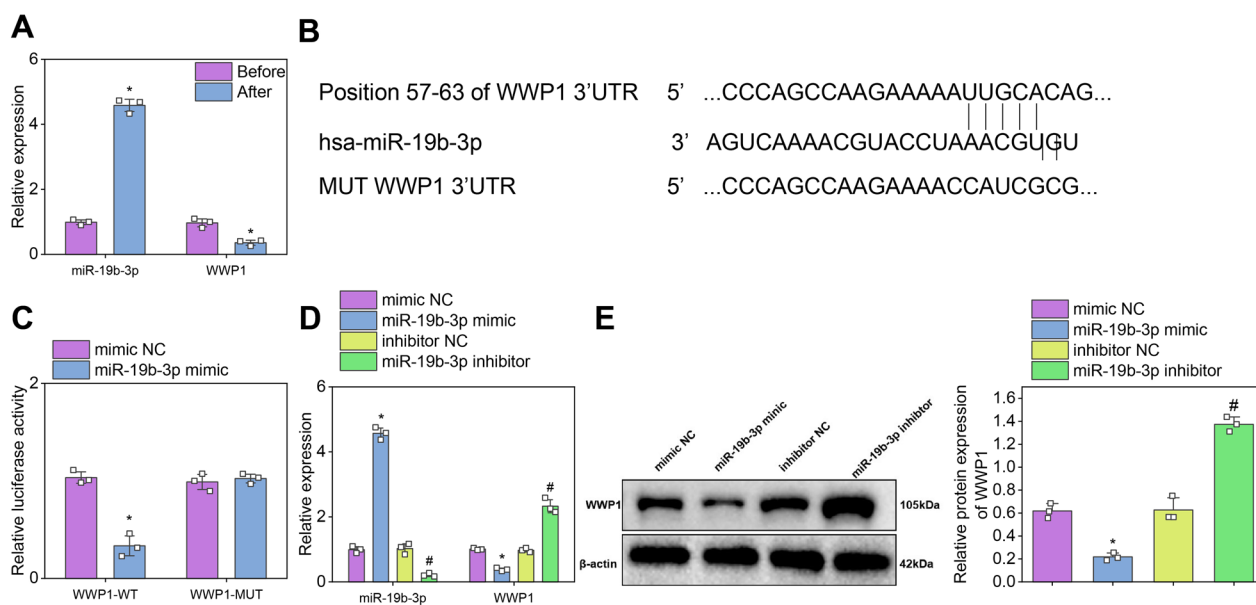 A
6
4
2
0
Relative expression
Before
After
*
*
miR-19b-3p
WWP1
B
Position 57-63 of WWP1 3’UTR 5’ ...CCCAGCCAAGAAAAAUUGCACAG...
hsa-miR-19b-3p 3’ AGUCAAAACGUACCUAAACGUGU
MUT WWP1 3’UTR 5’ ...CCCAGCCAAGAAAACCAUCGCG...
C
mimic NC
miR-19b-3p mimic
2
1
0
Relative luciferase activity
*
WWP1-WT
WWP1-MUT
D
mimic NC
miR-19b-3p mimic
inhibitor NC
miR-19b-3p inhibitor
6
4
2
0
Relative expression
*
#
*
#
miR-19b-3p
WWP1
E
mimic NC
miR-19b-3p minic
inhibitor NC
miR-19b-3p inhibtor
WWP1
105kDa
β-actin
42kDa
mimic NC
miR-19b-3p mimic
inhibitor NC
miR-19b-3p inhibitor
1.6
1.4
1.2
1.0
0.8
0.6
0.4
0.2
0.0
Relative protein expression
of WWP1
*
#